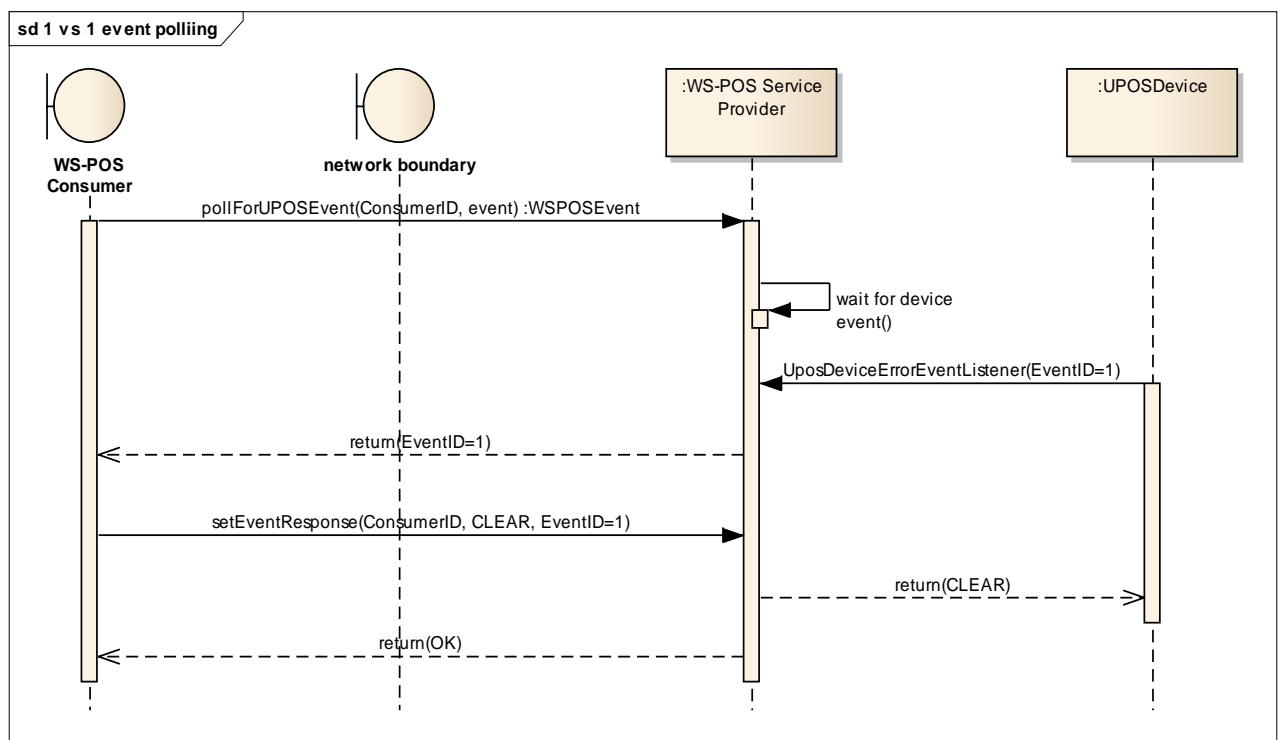 sd 1 vs 1 event polliing
:WS-POS Service
Provider
:UPOSDevice
WS-POS
Consumer
network boundary
pollForUPOSEvent(ConsumerID, event) :WSPOSEvent
wait for device
event()
UposDeviceErrorEventListener(EventID=1)
return(EventID=1)
setEventResponse(ConsumerID, CLEAR, EventID=1)
return(CLEAR)
return(OK)